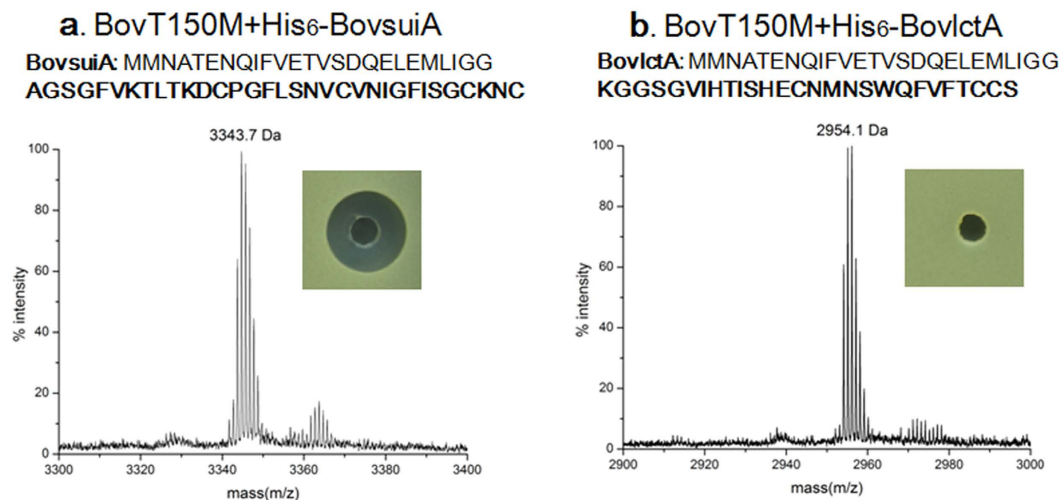 a. BovT150M+His₆-BovsuiA
BovsuiA: MMNATENQIFVETVSDQELEMLIGG
AGSGFVKTLTKDCPGFLSNVCVNIGFISGCKNC
3343.7 Da
100
80
60
40
20
0
% intensity
3300 3320 3340 3360 3380 3400
mass(m/z)
b. BovT150M+His₆-BovlctA
BovlctA: MMNATENQIFVETVSDQELEMLIGG
KGGSGVIHTISHECNMNSWQFVFTCCS
2954.1 Da
100
80
60
40
20
0
% intensity
2900 2920 2940 2960 2980 3000
mass(m/z)